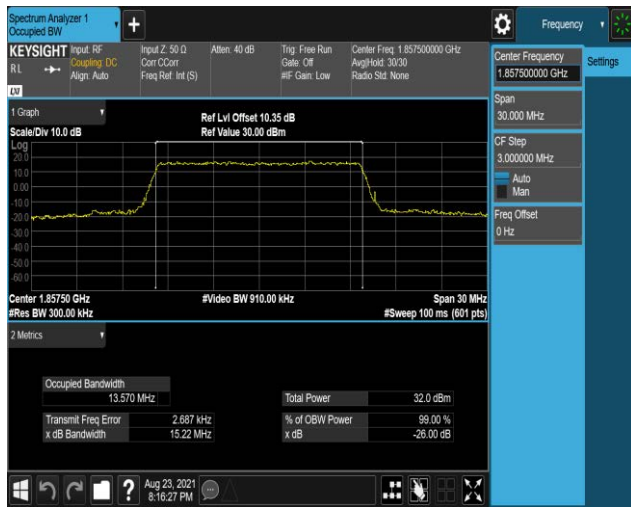 Spectrum Analyzer 1
Occupied BW
+
Frequency
KEYSIGHT
RL
LXI
Input: RF
Coupling: DC
Align: Auto
Input Z: 50 Ω
Corr CCorr
Freq Ref: Int (S)
Atten: 40 dB
Trig: Free Run
Gate: Off
#IF Gain: Low
Center Freq: 1.857500000 GHz
Avg|Hold: 30/30
Radio Std: None
1 Graph
Scale/Div 10.0 dB
Ref Lvl Offset 10.35 dB
Ref Value 30.00 dBm
Log
20.0
10.0
0.00
-10.0
-20.0
-30.0
-40.0
-50.0
-60.0
Center 1.85750 GHz
#Res BW 300.00 kHz
#Video BW 910.00 kHz
Span 30 MHz
#Sweep 100 ms (601 pts)
2 Metrics
Occupied Bandwidth
13.570 MHz
Transmit Freq Error 2.687 kHz
x dB Bandwidth 15.22 MHz
Total Power 32.0 dBm
% of OBW Power 99.00 %
x dB -26.00 dB
?
Aug 23, 2021
8:16:27 PM
Center Frequency
1.857500000 GHz
Span
30.000 MHz
CF Step
3.000000 MHz
Auto
Man
Freq Offset
0 Hz
Settings